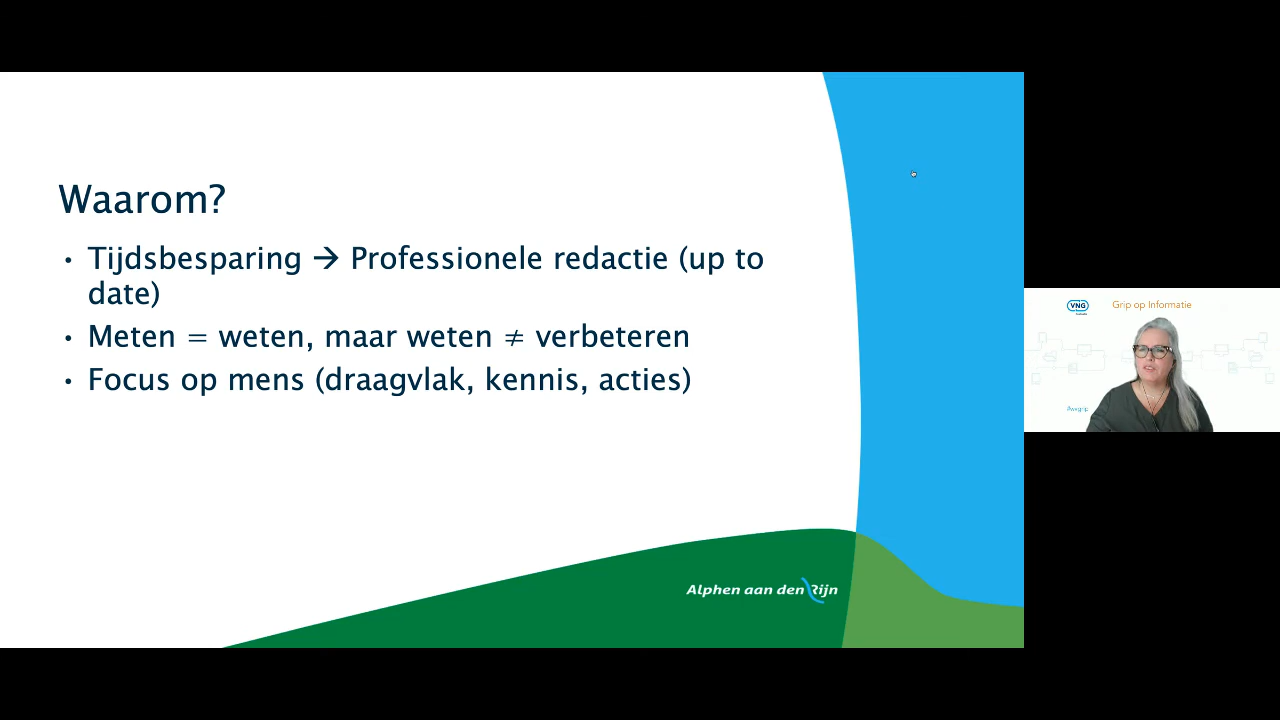 Waarom?
• Tijdsbesparing → Professionele redactie (up to
date)
• Meten = weten, maar weten ≠ verbeteren
• Focus op mens (draagvlak, kennis, acties)
Alphen aan den Rijn
VNG
Grip op Informatie